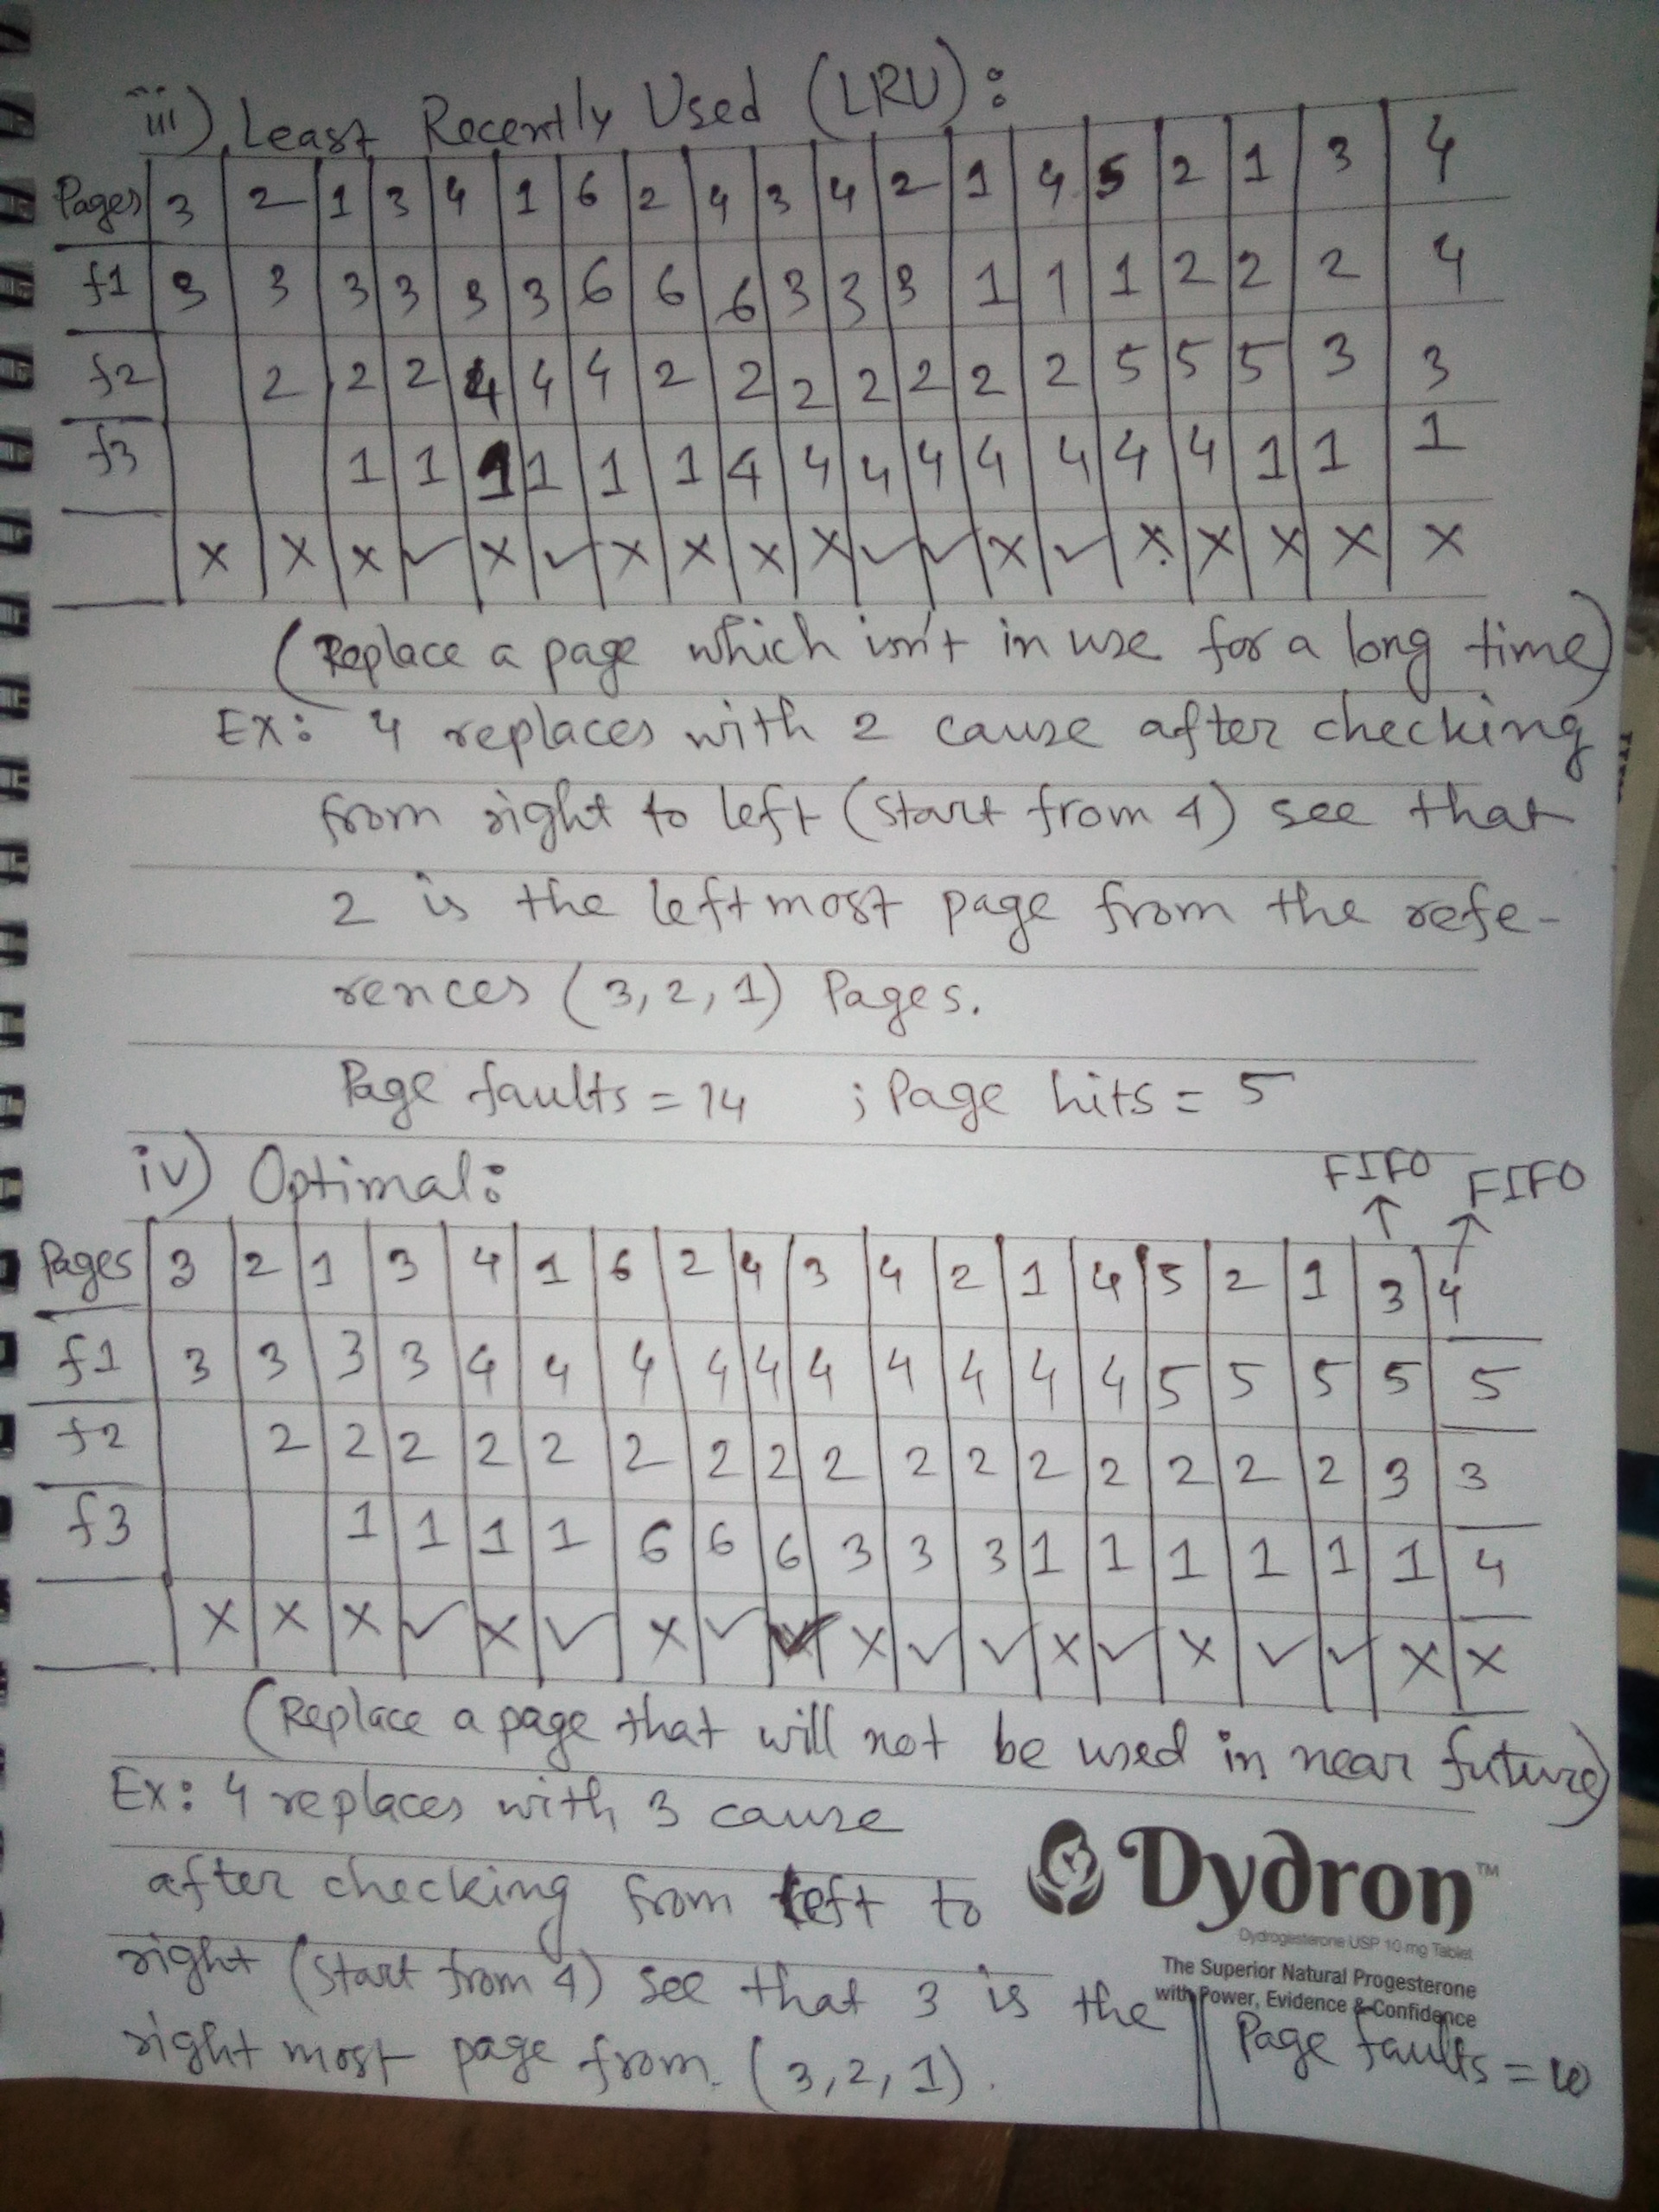 iii) Least Recently Used (LRU):
Pages 3 2 1 3 4 1 6 2 4 3 4 2 1 4 5 2 1 3 4
f1 3 3 3 3 3 3 6 6 6 3 3 3 1 1 1 2 2 2 4
f2 2 2 2 4 4 4 2 2 2 2 2 2 2 5 5 5 3 3
f3 1 1 1 1 1 1 4 4 4 4 4 4 4 4 1 1 1
× × × ✓ × ✓ × × × × ✓ ✓ × ✓ × × × × ×
(Replace a page which isn't in use for a long time)
Ex: 4 replaces with 2 cause after checking
from right to left (start from 4) see that
2 is the leftmost page from the refe-
rences (3, 2, 1) Pages.
Page faults = 14 ; Page hits = 5
iv) Optimal:
FIFO FIFO
↑ ↑
Pages 3 2 1 3 4 1 6 2 4 3 4 2 1 4 5 2 1 3 4
f1 3 3 3 3 4 4 4 4 4 4 4 4 4 4 5 5 5 5 5
f2 2 2 2 2 2 2 2 2 2 2 2 2 2 2 2 2 3 3
f3 1 1 1 1 6 6 6 3 3 3 1 1 1 1 1 1 4
× × × ✓ × ✓ × ✓ ✓ × ✓ ✓ × ✓ × ✓ ✓ × ×
(Replace a page that will not be used in near future)
Ex: 4 replaces with 3 cause
after checking from left to
right (start from 4) see that 3 is the
right most page from (3, 2, 1).
Dydron™
Dydrogesterone USP 10 mg Tablet
The Superior Natural Progesterone
with Power, Evidence & Confidence
Page faults = 10